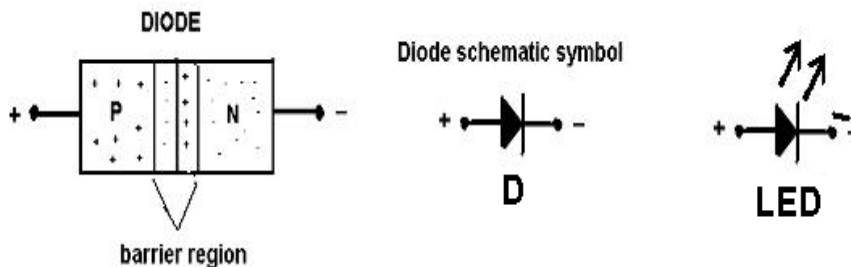 DIODE
+ P N -
barrier region
Diode schematic symbol
+ -
D
+ -
LED